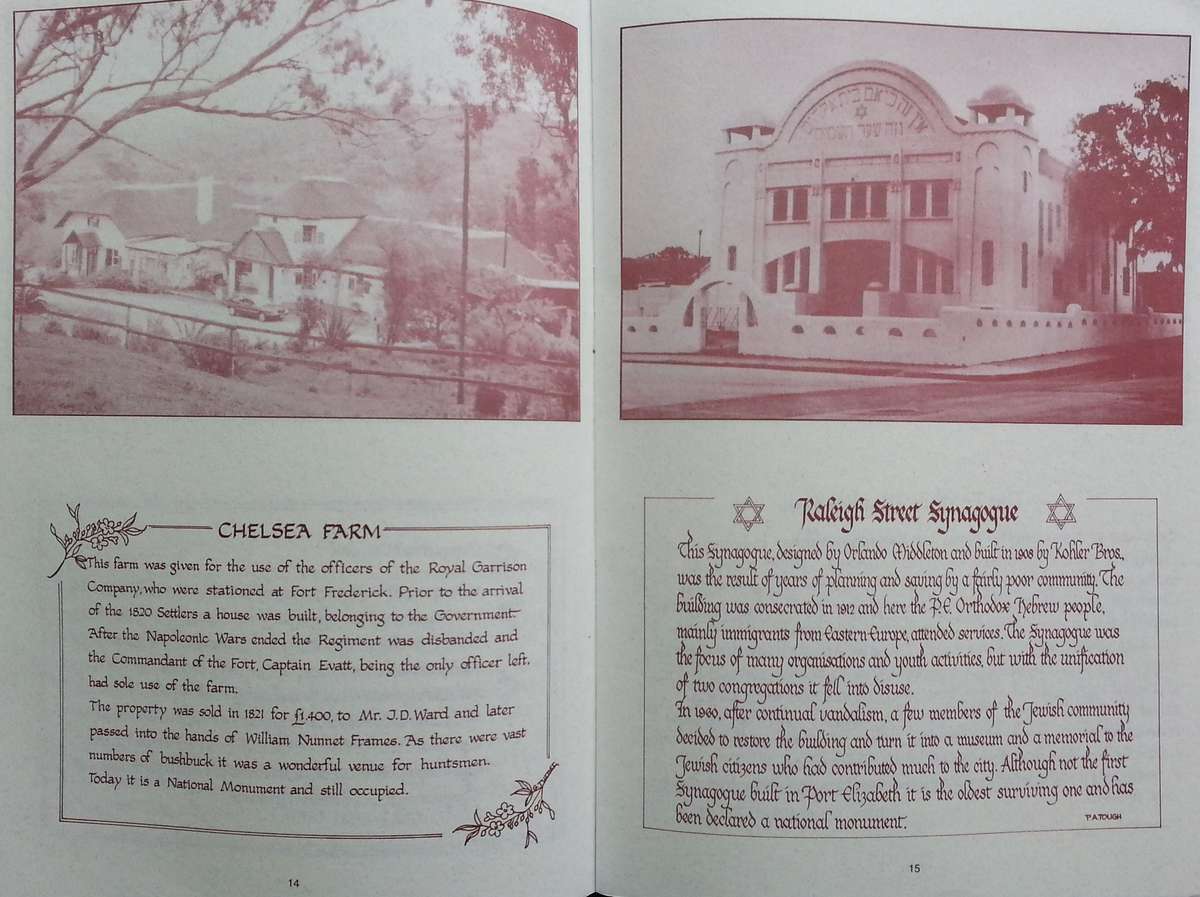 אין זה כי אם בית אלהים
וזה שער השמים
CHELSEA FARM
This farm was given for the use of the officers of the Royal Garrison
Company, who were stationed at Fort Frederick. Prior to the arrival
of the 1820 Settlers a house was built, belonging to the Government.
After the Napoleonic Wars ended the Regiment was disbanded and
the Commandant of the Fort, Captain Evatt, being the only officer left,
had sole use of the farm.
The property was sold in 1821 for £1,400, to Mr. J.D. Ward and later
passed into the hands of William Nunnet Frames. As there were vast
numbers of bushbuck it was a wonderful venue for huntsmen.
Today it is a National Monument and still occupied.
14
Raleigh Street Synagogue
This Synagogue, designed by Orlando Middleton and built in 1908 by Kohler Bros.,
was the result of years of planning and saving by a fairly poor community. The
building was consecrated in 1912 and here the P.E. Orthodox Hebrew people,
mainly immigrants from Eastern Europe, attended services. The Synagogue was
the focus of many organisations and youth activities, but with the unification
of two congregations it fell into disuse.
In 1960, after continual vandalism, a few members of the Jewish community
decided to restore the building and turn it into a museum and a memorial to the
Jewish citizens who had contributed much to the city. Although not the first
Synagogue built in Port Elizabeth it is the oldest surviving one and has
been declared a national monument.
P.A TOUGH
15